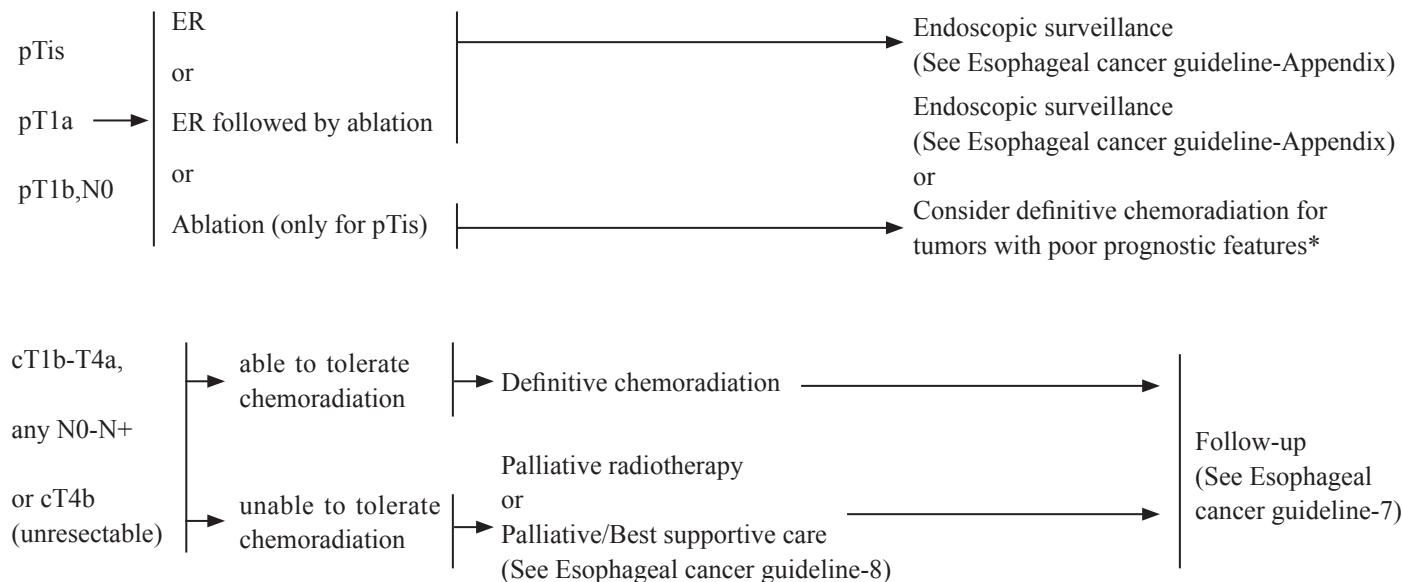 pTis
pT1a
pT1b,N0
ER
or
ER followed by ablation
or
Ablation (only for pTis)
Endoscopic surveillance
(See Esophageal cancer guideline-Appendix)
Endoscopic surveillance
(See Esophageal cancer guideline-Appendix)
or
Consider definitive chemoradiation for
tumors with poor prognostic features*
cT1b-T4a,
any N0-N+
or cT4b
(unresectable)
able to tolerate
chemoradiation
Definitive chemoradiation
unable to tolerate
chemoradiation
Palliative radiotherapy
or
Palliative/Best supportive care
(See Esophageal cancer guideline-8)
Follow-up
(See Esophageal
cancer guideline-7)